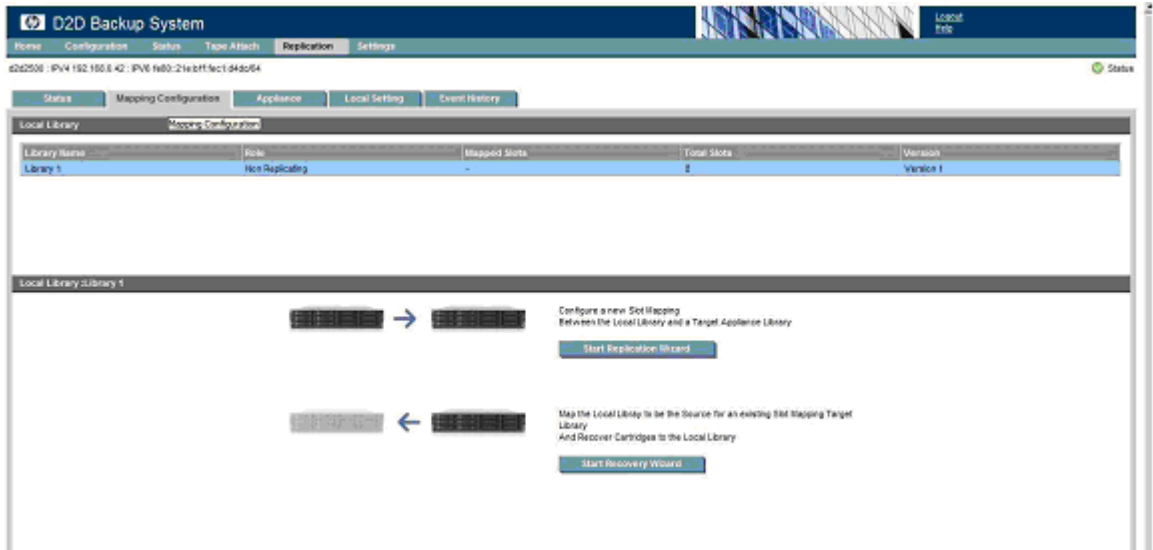 hp D2D Backup System
Logout
Help
Home Configuration Status Tape Attach Replication Settings
Status
Status Mapping Configuration Appliance Local Setting Event History
Local Library Mapping Configuration
Library Name Role Mapped Slots Total Slots Version
Library 1 Non Replicating - Version 1
Local Library :Library 1
Configure a new Slot Mapping
Between the Local Library and a Target Appliance Library
Start Replication Wizard
Map the Local Libray to be the Source for an existing Slot Mapping Target
Library
And Recover Cartridges to the Local Library
Start Recovery Wizard